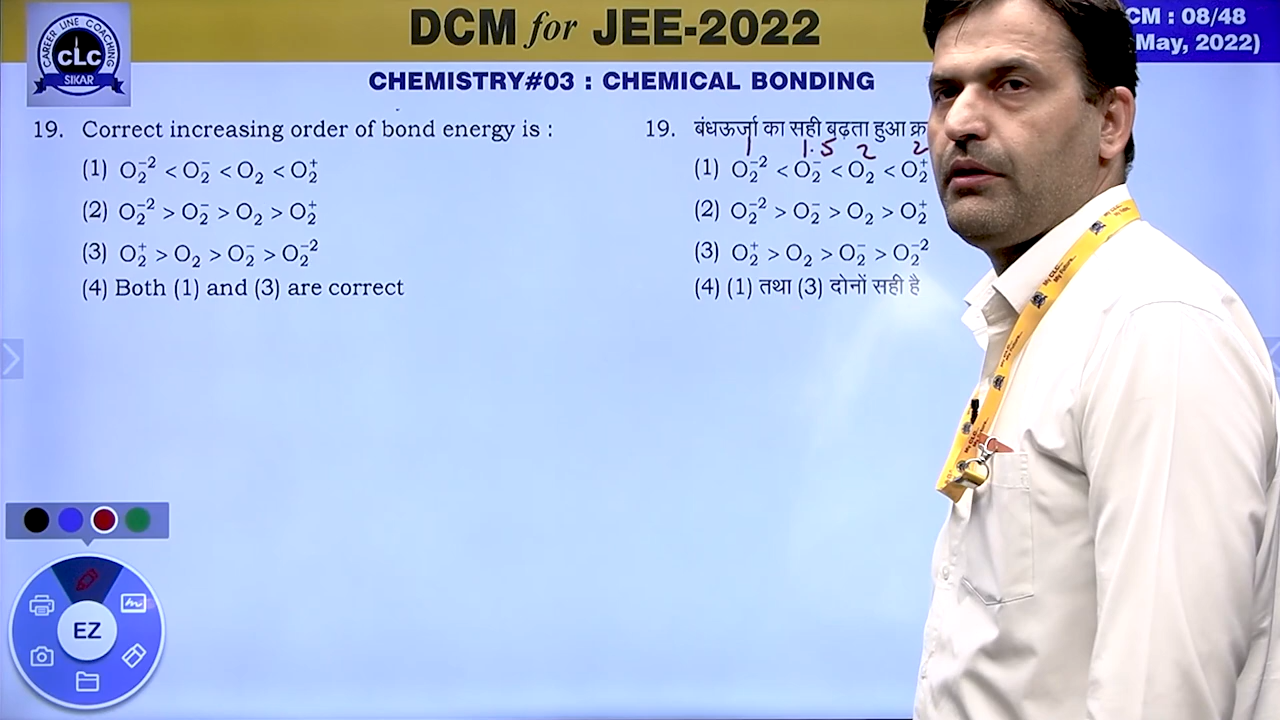 DCM for JEE-2022
CM : 08/48
May, 2022)
CAREER LINE COACHING
CLC
SIKAR
CHEMISTRY#03 : CHEMICAL BONDING
19. Correct increasing order of bond energy is :
(1) O₂⁻² < O₂⁻ < O₂ < O₂⁺
(2) O₂⁻² > O₂⁻ > O₂ > O₂⁺
(3) O₂⁺ > O₂ > O₂⁻ > O₂⁻²
(4) Both (1) and (3) are correct
19. बंधऊर्जा का सही बढ़ता हुआ क्र
1 1.5 2 2
(1) O₂⁻² < O₂⁻ < O₂ < O₂⁺
(2) O₂⁻² > O₂⁻ > O₂ > O₂⁺
(3) O₂⁺ > O₂ > O₂⁻ > O₂⁻²
(4) (1) तथा (3) दोनों सही है
EZ